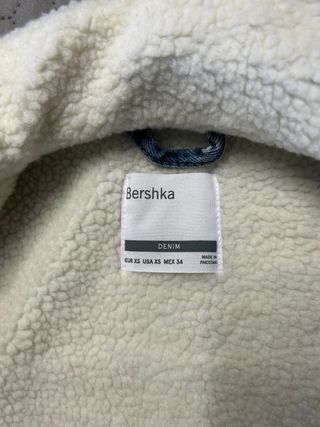 Bershka
DENIM
EUR XS USA XS MEX 34
MADE IN
PAKISTAN